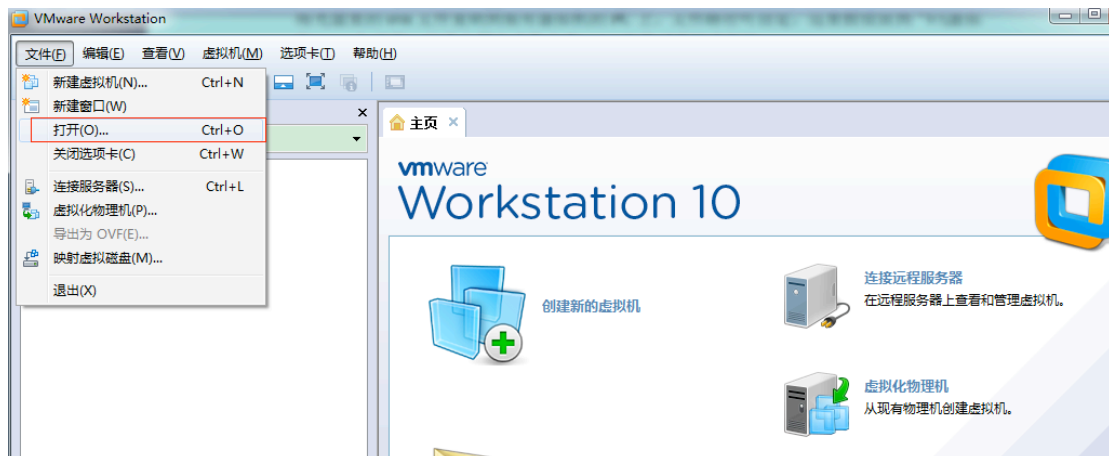 VMware Workstation
文件(F) 编辑(E) 查看(V) 虚拟机(M) 选项卡(T) 帮助(H)
新建虚拟机(N)... Ctrl+N
新建窗口(W)
打开(O)... Ctrl+O
关闭选项卡(C) Ctrl+W
连接服务器(S)... Ctrl+L
虚拟化物理机(P)...
导出为 OVF(E)...
映射虚拟磁盘(M)...
退出(X)
主页
vmware
Workstation 10
创建新的虚拟机
连接远程服务器
在远程服务器上查看和管理虚拟机。
虚拟化物理机
从现有物理机创建虚拟机。